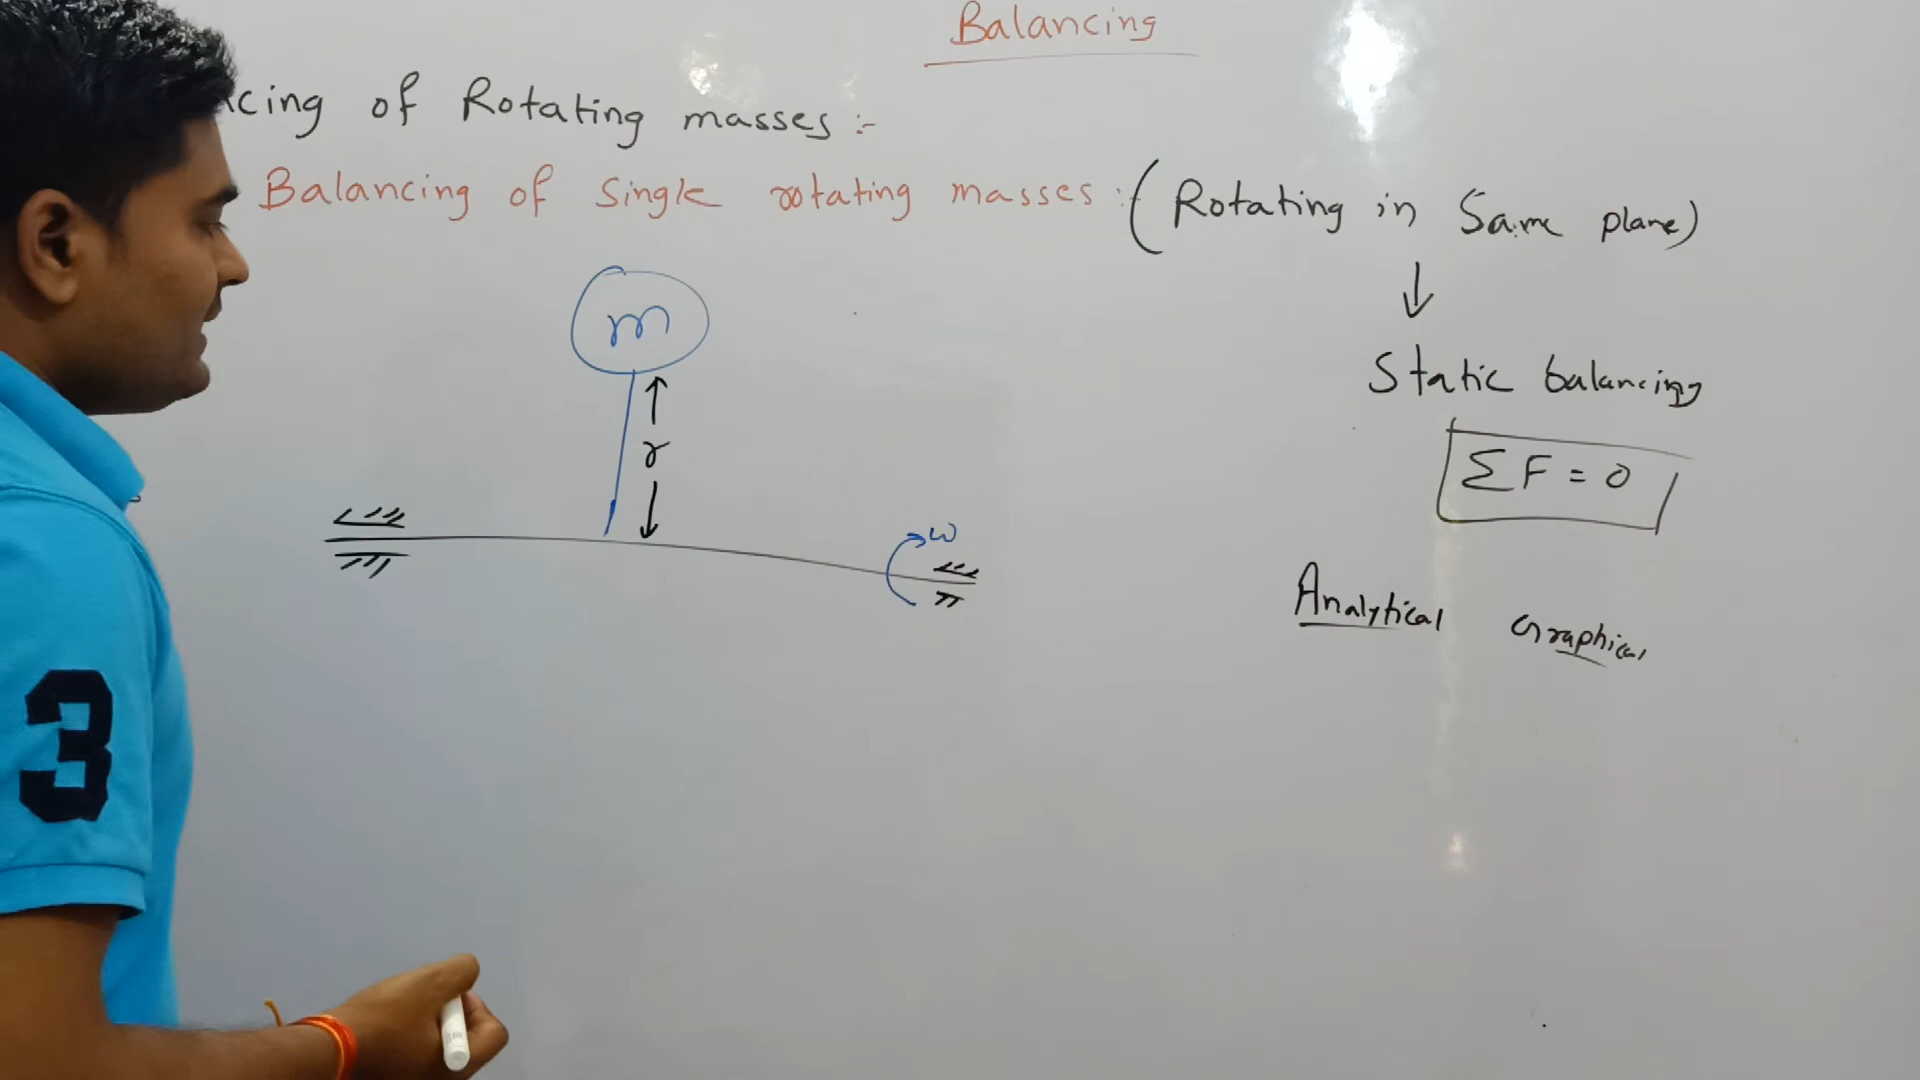 Balancing
ncing of Rotating masses :-
Balancing of Single rotating masses :- (Rotating in Same plane)
↓
Static balancing
m
r
ΣF = 0
ω
Analytical Graphical
3